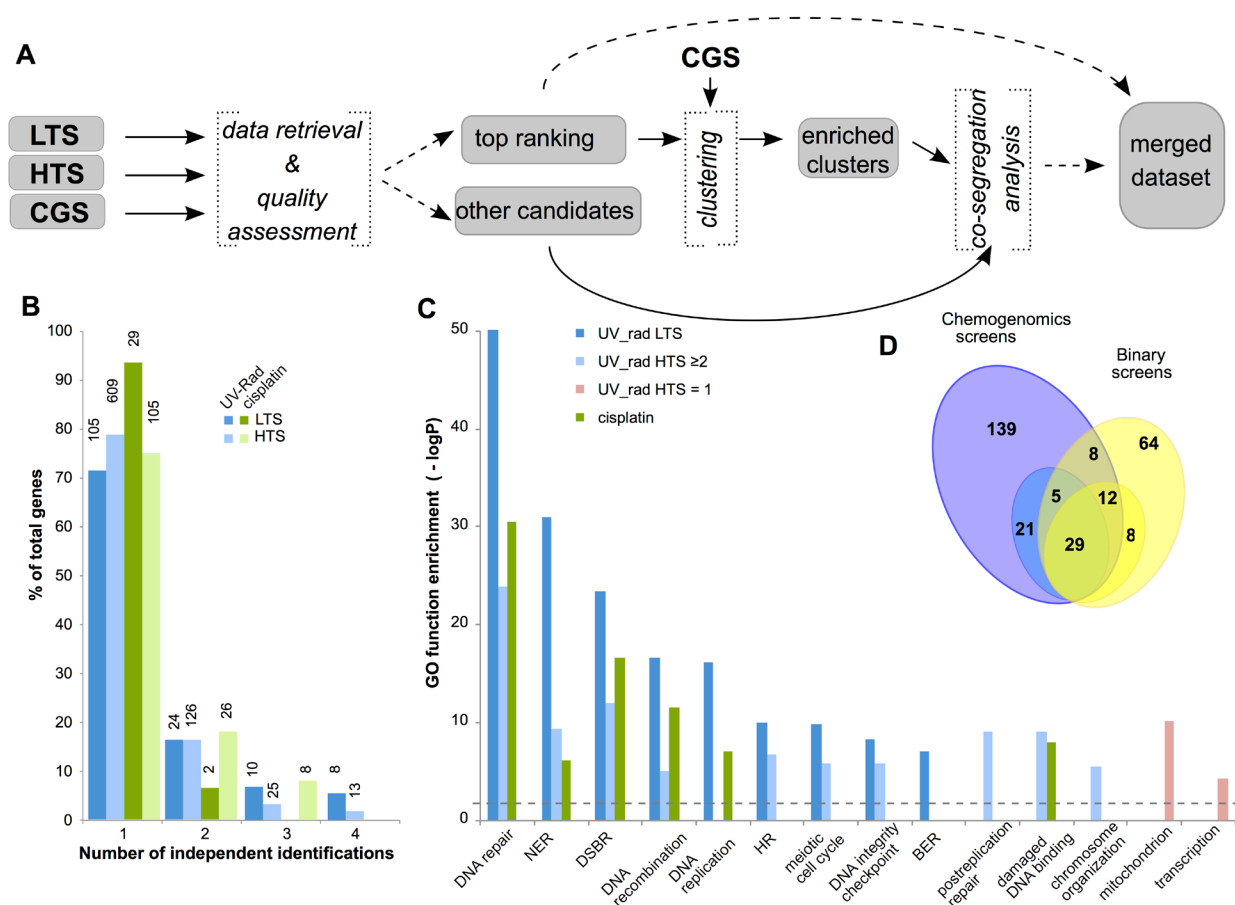 A
LTS
HTS
CGS
data retrieval
&
quality
assessment
top ranking
other candidates
CGS
clustering
enriched
clusters
co-segregation
analysis
merged
dataset
B
% of total genes
100
90
80
70
60
50
40
30
20
10
0
105
609
29
105
24
126
2
26
10
25
8
8
13
UV-Rad
cisplatin
LTS
HTS
1
2
3
4
Number of independent identifications
C
GO function enrichment ( - logP)
50
40
30
20
10
0
UV_rad LTS
UV_rad HTS ≥2
UV_rad HTS = 1
cisplatin
DNA repair
NER
DSBR
DNA
recombination
DNA
replication
HR
meiotic
cell cycle
DNA integrity
checkpoint
BER
postreplication
repair
damaged
DNA binding
chromosome
organization
mitochondrion
transcription
D
Chemogenomics
screens
Binary
screens
139
8
64
5
12
21
29
8